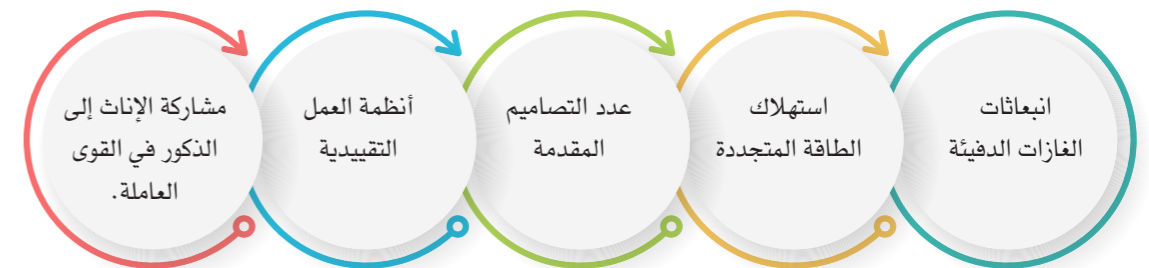 انبعاثات
الغازات الدفيئة
استهلاك
الطاقة المتجددة
عدد التصاميم
المقدمة
أنظمة العمل
التقييدية
مشاركة الإناث إلى
الذكور في القوى
العاملة.